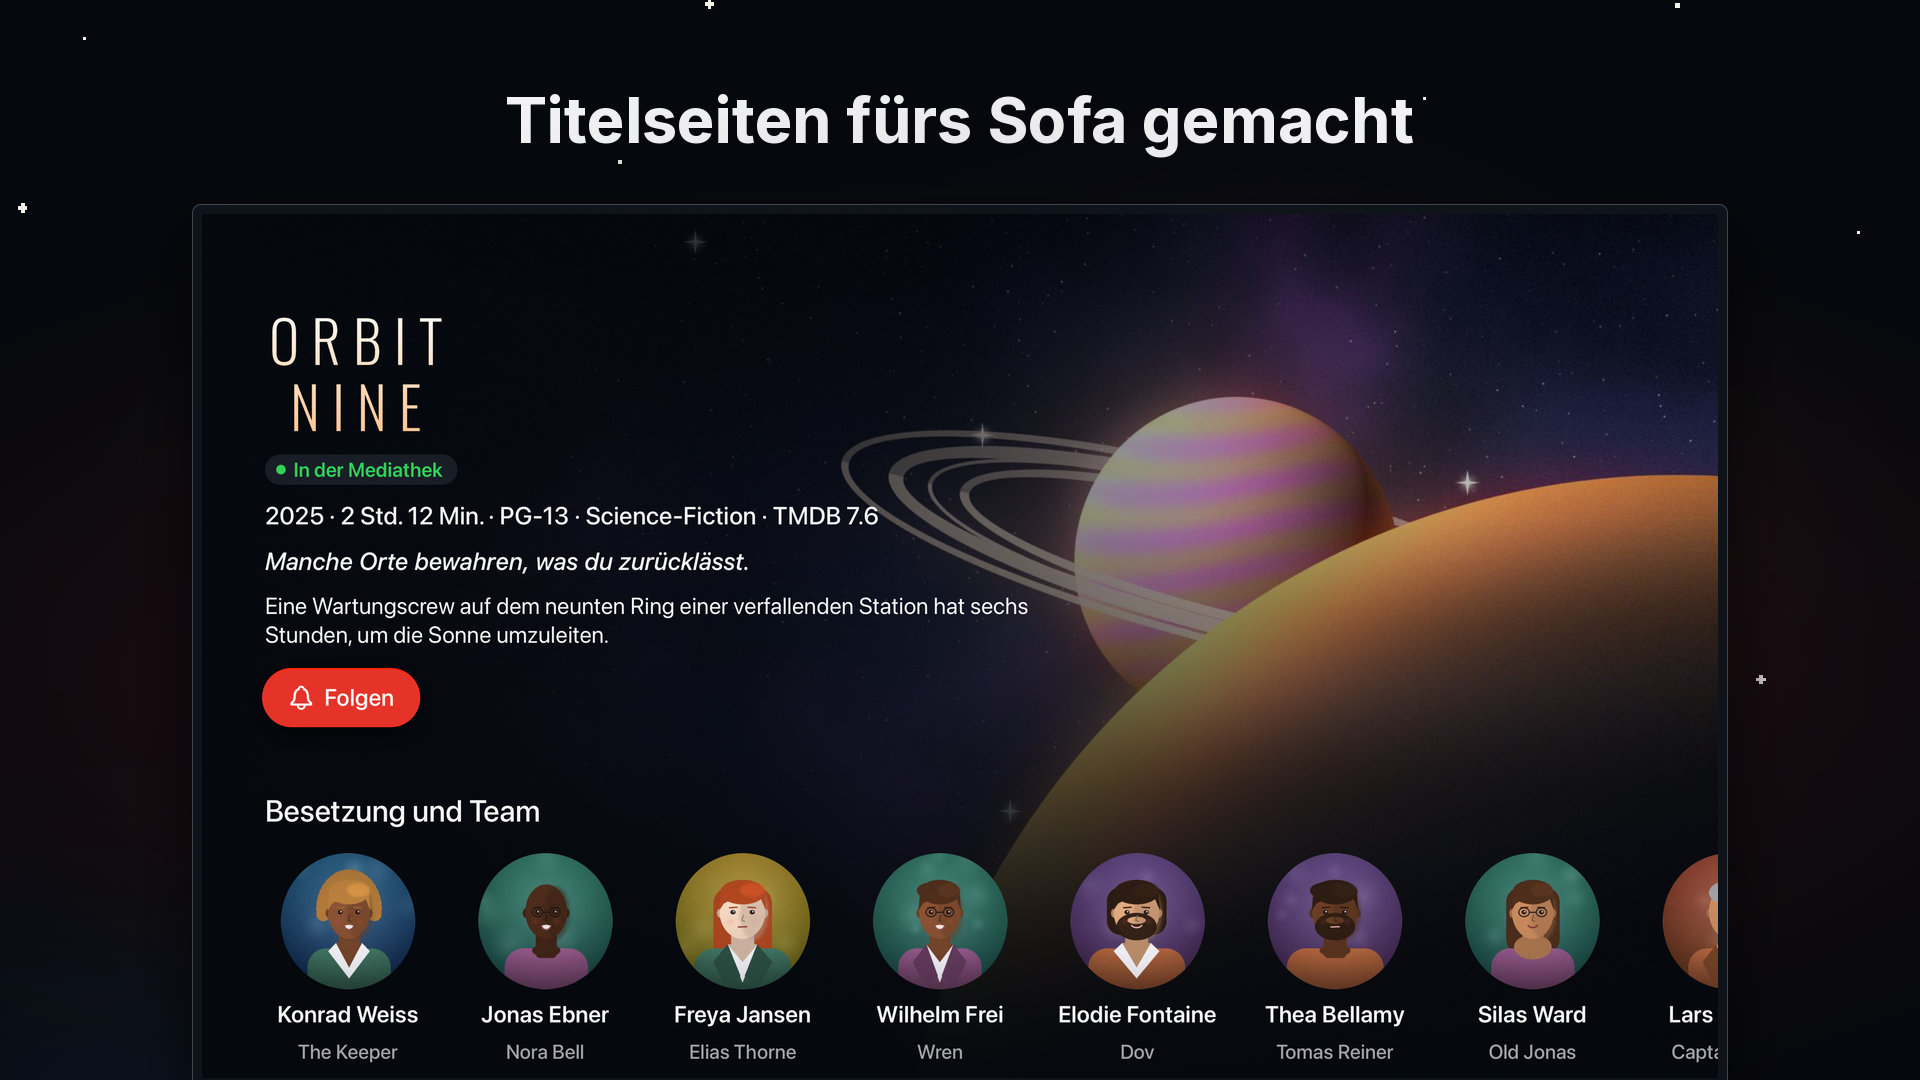 Titelseiten fürs Sofa gemacht
ORBIT
NINE
In der Mediathek
2025 · 2 Std. 12 Min. · PG-13 · Science-Fiction · TMDB 7.6
Manche Orte bewahren, was du zurücklässt.
Eine Wartungscrew auf dem neunten Ring einer verfallenden Station hat sechs
Stunden, um die Sonne umzuleiten.
Folgen
Besetzung und Team
Konrad Weiss
The Keeper
Jonas Ebner
Nora Bell
Freya Jansen
Elias Thorne
Wilhelm Frei
Wren
Elodie Fontaine
Dov
Thea Bellamy
Tomas Reiner
Silas Ward
Old Jonas
Lars